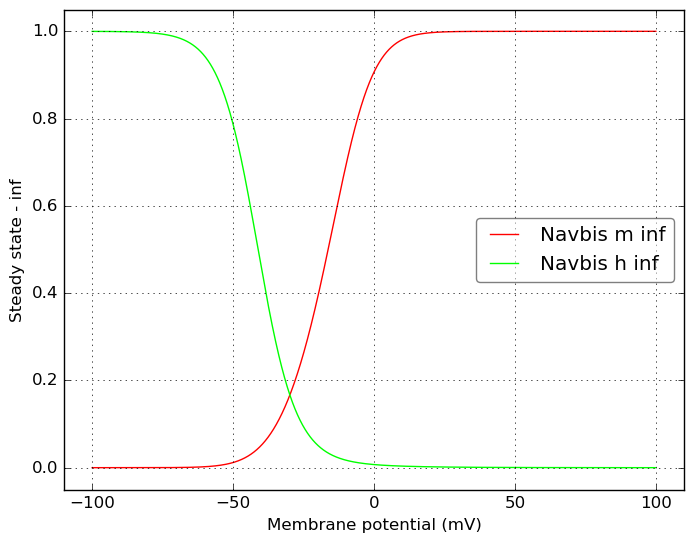 1.0
0.8
0.6
0.4
0.2
0.0
Steady state - inf
Navbis m inf
Navbis h inf
−100
−50
0
50
100
Membrane potential (mV)